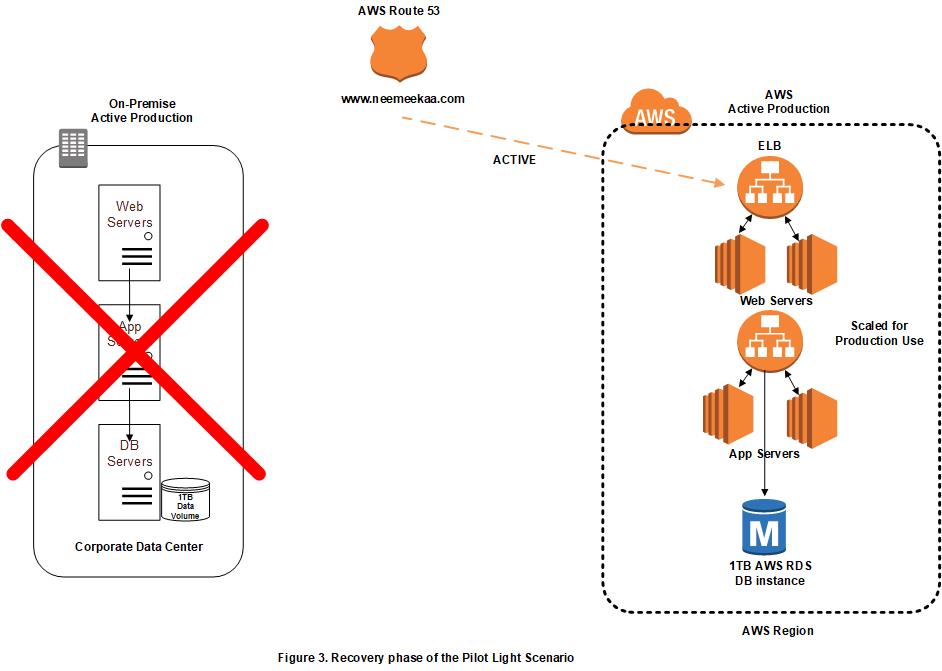 AWS Route 53
www.neemeekaa.com
On-Premise
Active Production
Web
Servers
App
DB
Servers
1TB
Data
Volume
Corporate Data Center
ACTIVE
AWS
AWS
Active Production
ELB
Web Servers
Scaled for
Production Use
App Servers
M
1TB AWS RDS
DB instance
AWS Region
Figure 3. Recovery phase of the Pilot Light Scenario